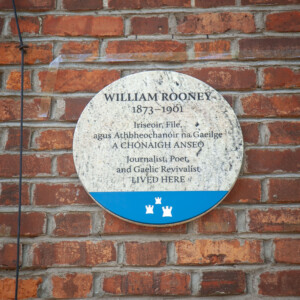 WILLIAM ROONEY
1873–1901
Iriseoir, File,
agus Athbheochanóir na Gaeilge
A CHÓNAIGH ANSEO
Journalist, Poet,
and Gaelic Revivalist
LIVED HERE